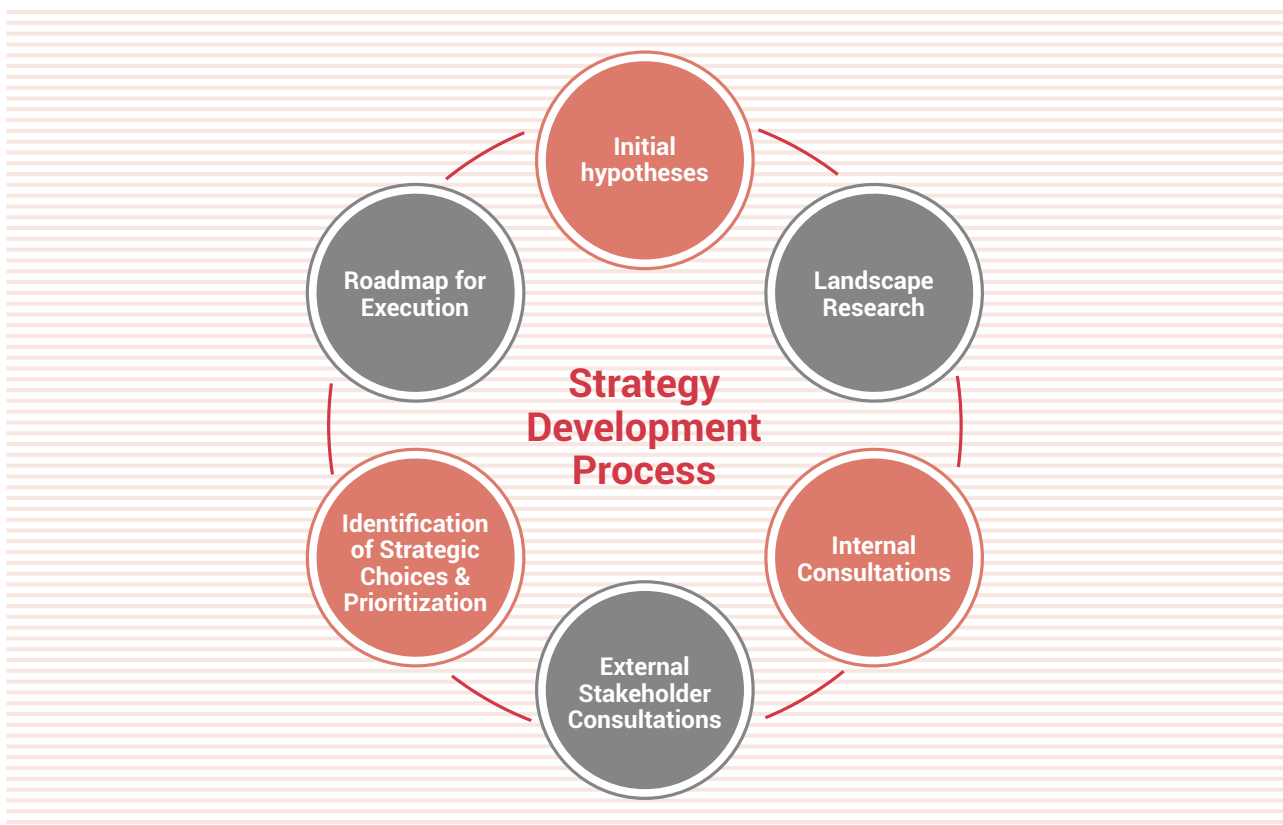 Initial
hypotheses
Landscape
Research
Internal
Consultations
External
Stakeholder
Consultations
Identification
of Strategic
Choices &
Prioritization
Roadmap for
Execution
Strategy
Development
Process